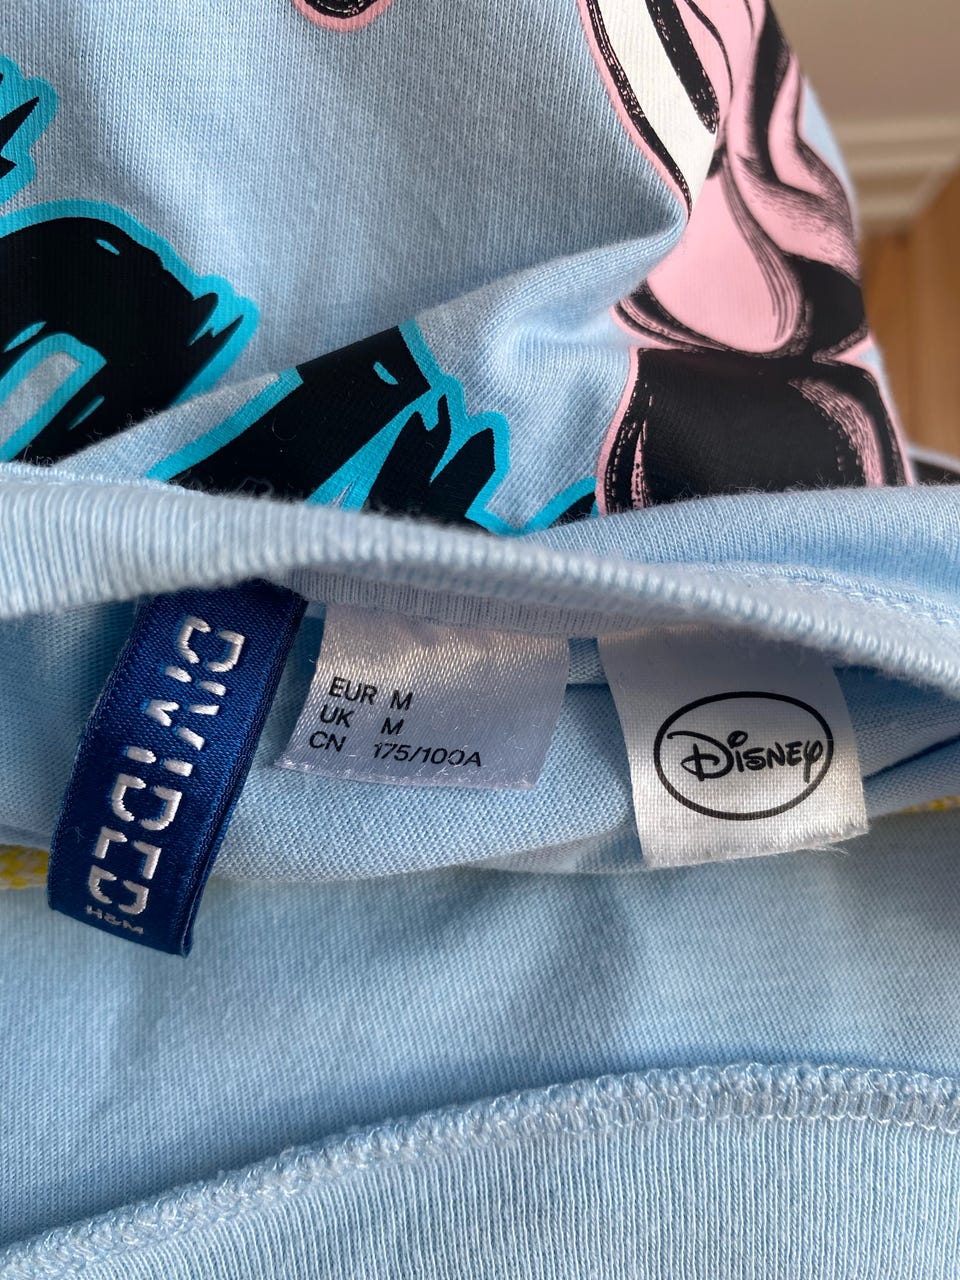 DIVIDED
H&M
EUR M
UK M
CN 175/100A
Disney